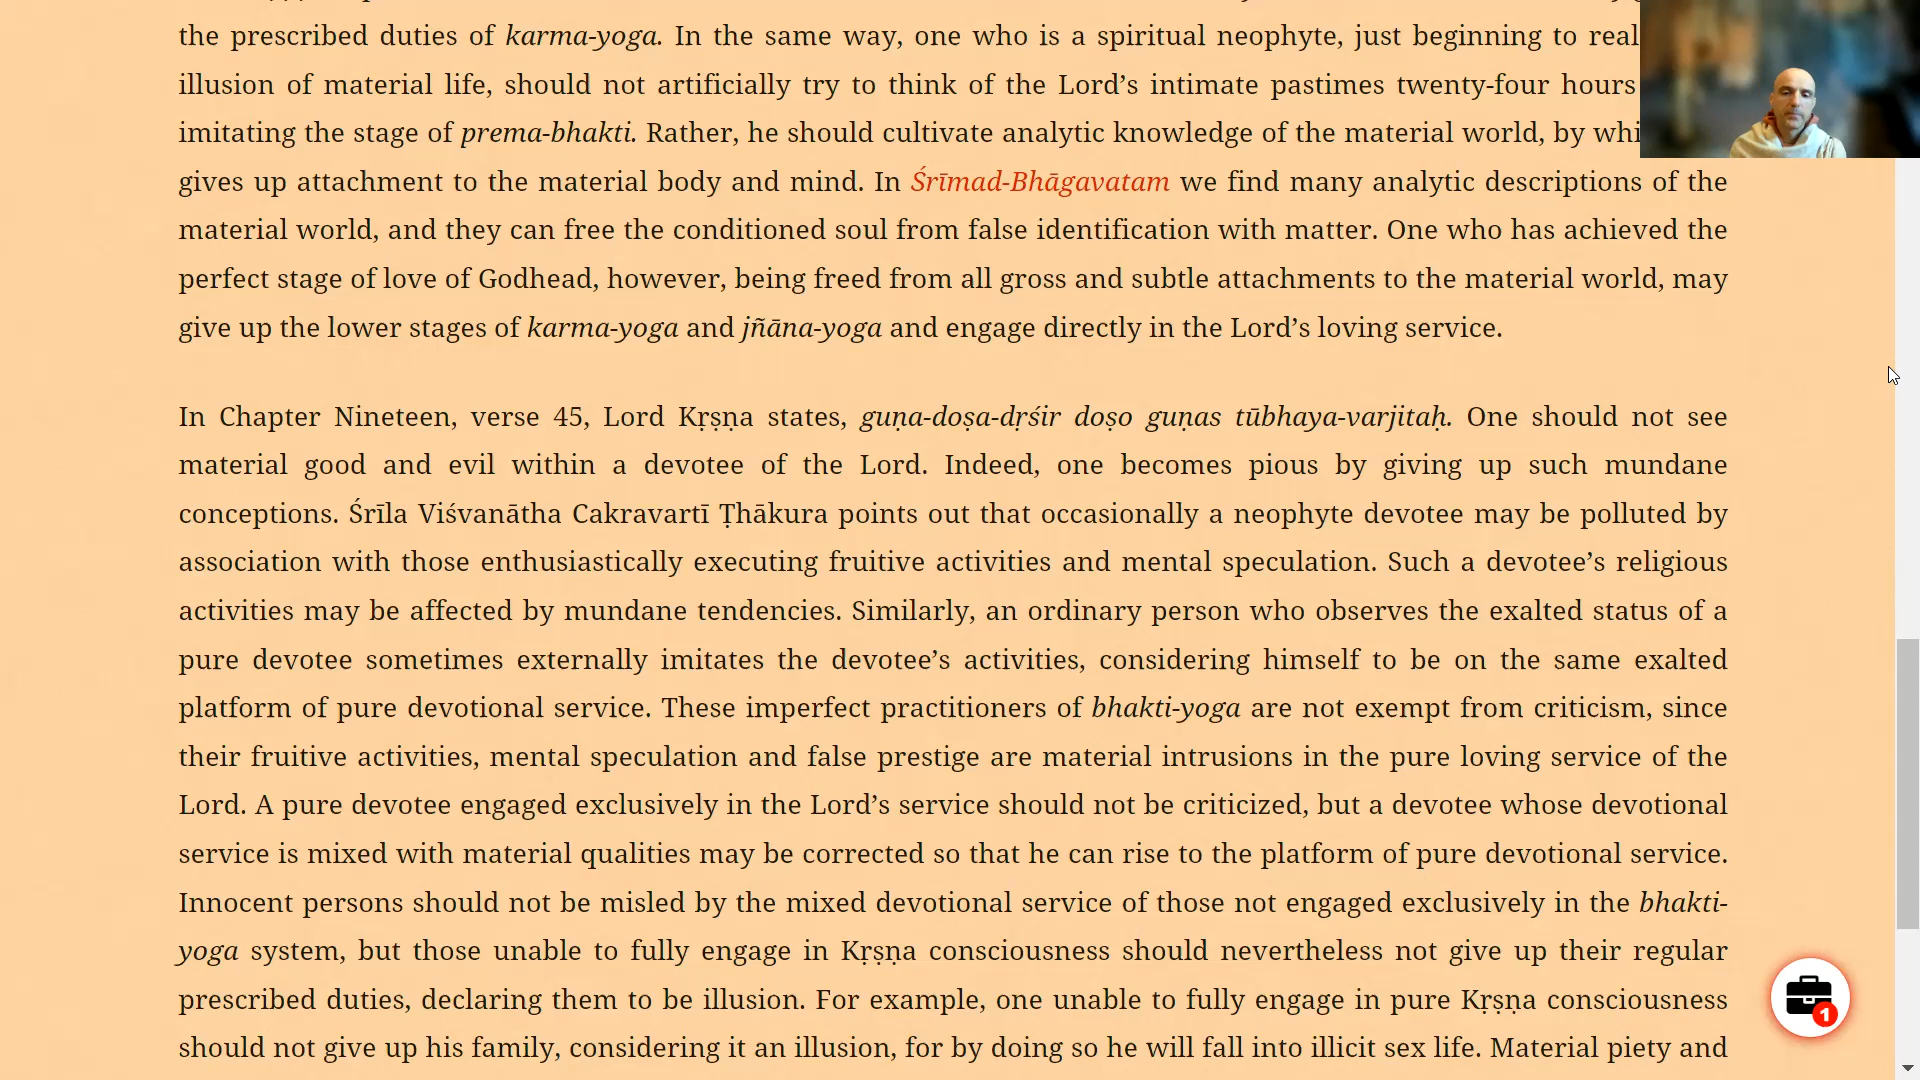 the prescribed duties of karma-yoga. In the same way, one who is a spiritual neophyte, just beginning to
illusion of material life, should not artificially try to think of the Lord’s intimate pastimes twenty-four hours
imitating the stage of prema-bhakti. Rather, he should cultivate analytic knowledge of the material world, by
gives up attachment to the material body and mind. In Śrīmad-Bhāgavatam we find many analytic descriptions of the
material world, and they can free the conditioned soul from false identification with matter. One who has achieved the
perfect stage of love of Godhead, however, being freed from all gross and subtle attachments to the material world, may
give up the lower stages of karma-yoga and jñāna-yoga and engage directly in the Lord’s loving service.
In Chapter Nineteen, verse 45, Lord Kṛṣṇa states, guṇa-doṣa-dṛśir doṣo guṇas tūbhaya-varjitaḥ. One should not see
material good and evil within a devotee of the Lord. Indeed, one becomes pious by giving up such mundane
conceptions. Śrīla Viśvanātha Cakravartī Ṭhākura points out that occasionally a neophyte devotee may be polluted by
association with those enthusiastically executing fruitive activities and mental speculation. Such a devotee’s religious
activities may be affected by mundane tendencies. Similarly, an ordinary person who observes the exalted status of a
pure devotee sometimes externally imitates the devotee’s activities, considering himself to be on the same exalted
platform of pure devotional service. These imperfect practitioners of bhakti-yoga are not exempt from criticism, since
their fruitive activities, mental speculation and false prestige are material intrusions in the pure loving service of the
Lord. A pure devotee engaged exclusively in the Lord’s service should not be criticized, but a devotee whose devotional
service is mixed with material qualities may be corrected so that he can rise to the platform of pure devotional service.
Innocent persons should not be misled by the mixed devotional service of those not engaged exclusively in the bhakti-
yoga system, but those unable to fully engage in Kṛṣṇa consciousness should nevertheless not give up their regular
prescribed duties, declaring them to be illusion. For example, one unable to fully engage in pure Kṛṣṇa consciousness
should not give up his family, considering it an illusion, for by doing so he will fall into illicit sex life. Material piety and
1